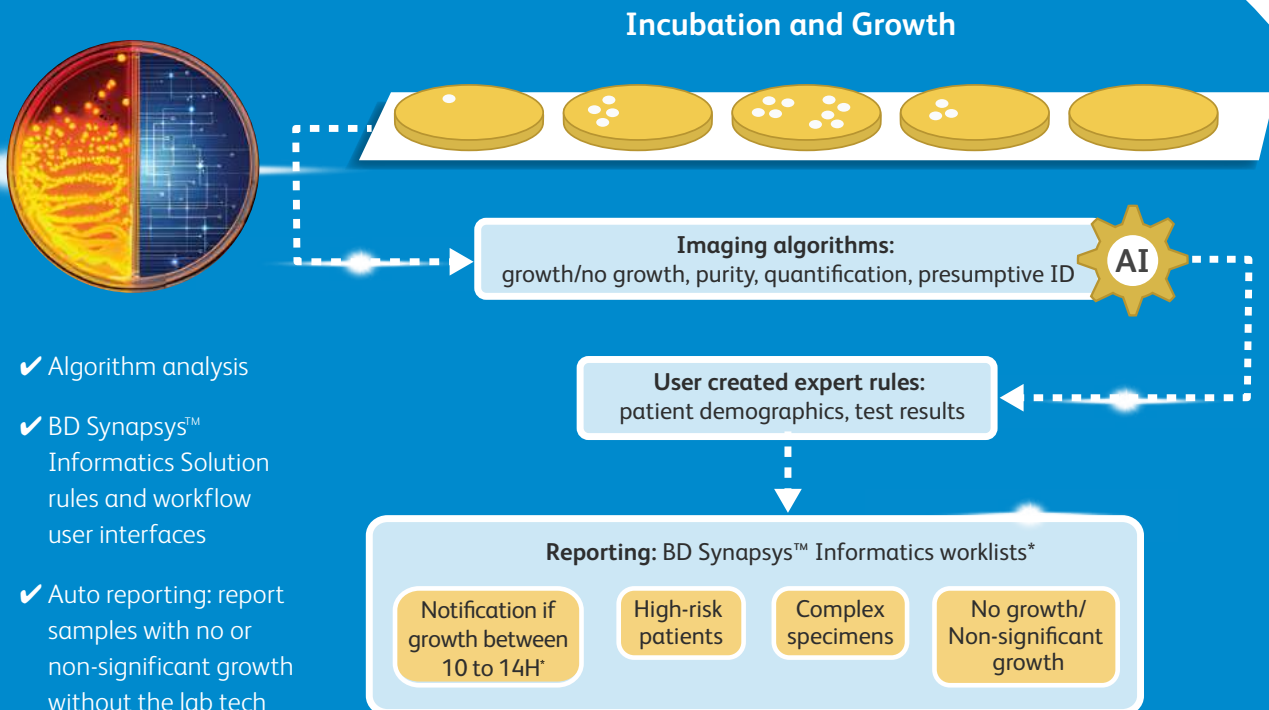 Incubation and Growth
Imaging algorithms:
growth/no growth, purity, quantification, presumptive ID
AI
User created expert rules:
patient demographics, test results
Reporting: BD Synapsys™ Informatics worklists*
Notification if
growth between
10 to 14H*
High-risk
patients
Complex
specimens
No growth/
Non-significant
growth
✔ Algorithm analysis
✔ BD Synapsys™
Informatics Solution
rules and workflow
user interfaces
✔ Auto reporting: report
samples with no or
non-significant growth
without the lab tech